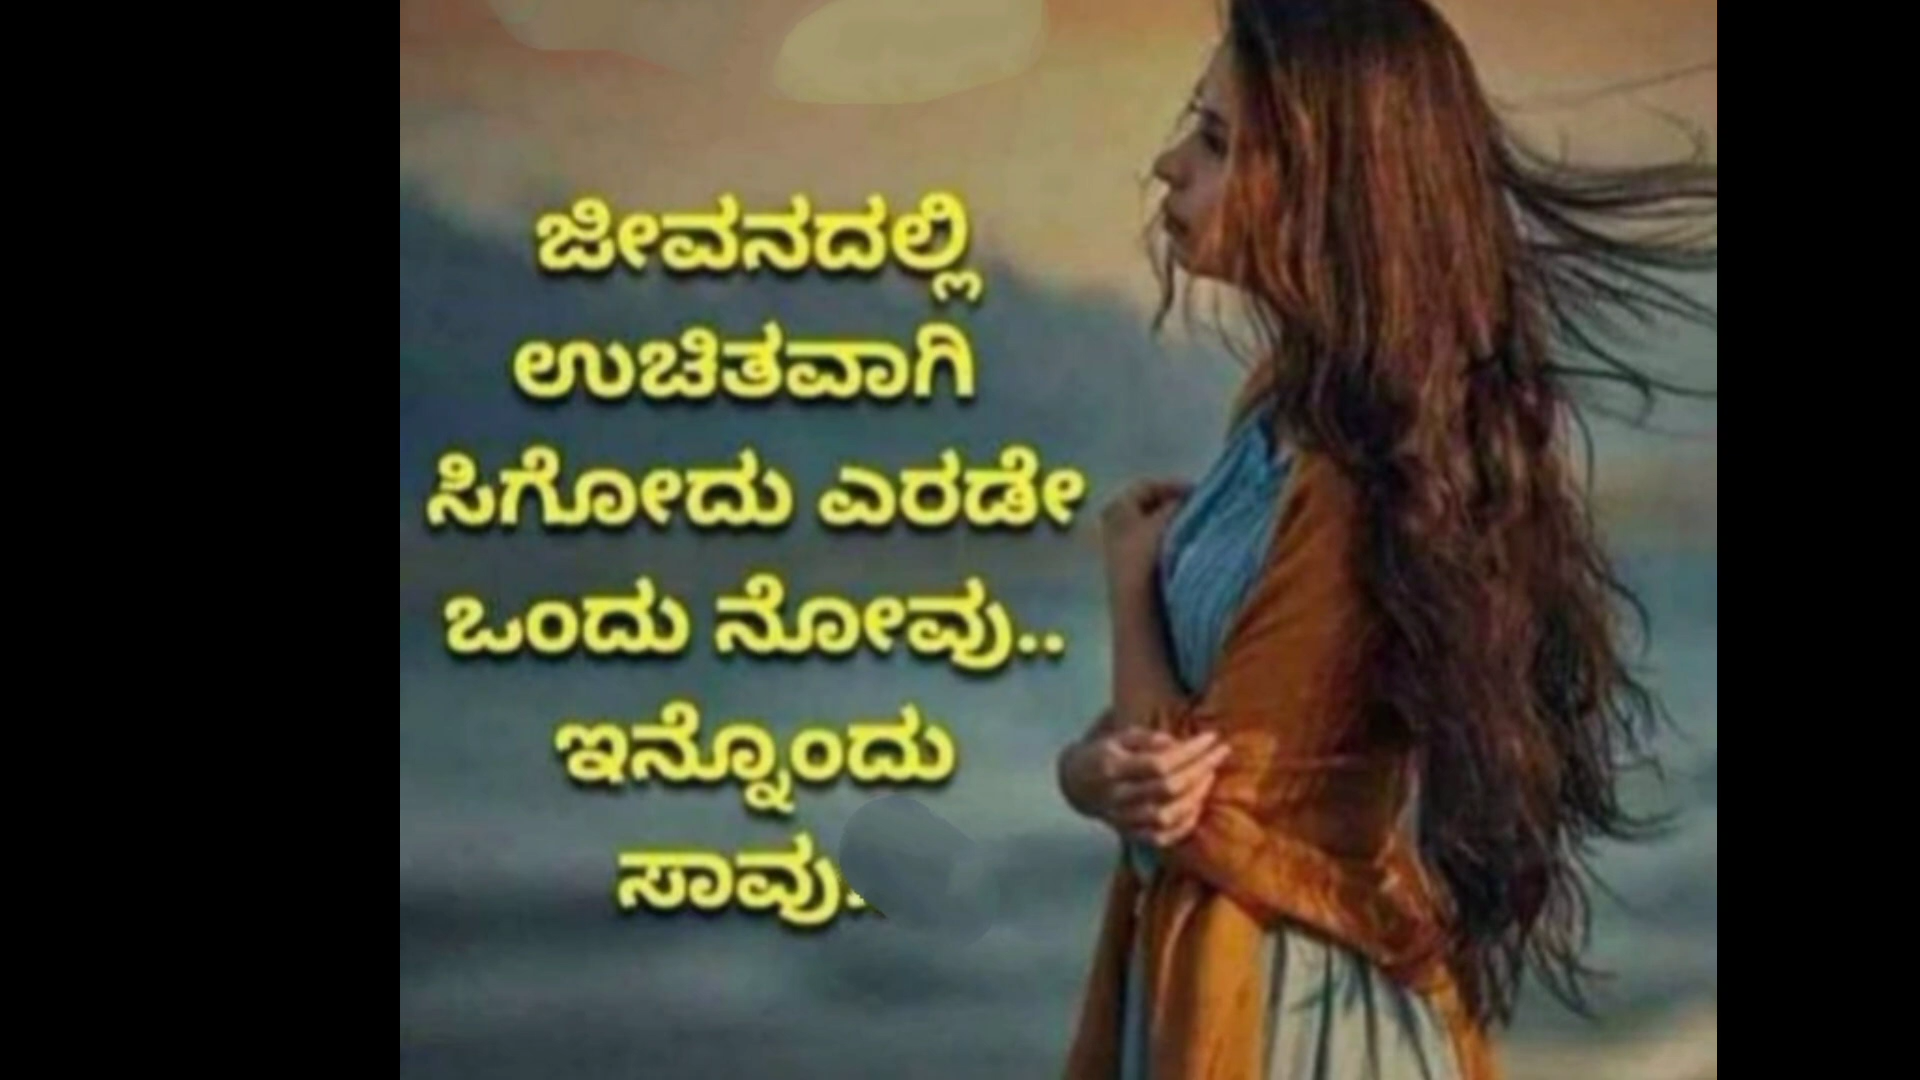 ಜೀವನದಲ್ಲಿ
ಉಚಿತವಾಗಿ
ಸಿಗೋದು ಎರಡೇ
ಒಂದು ನೋವು..
ಇನ್ನೊಂದು
ಸಾವು.